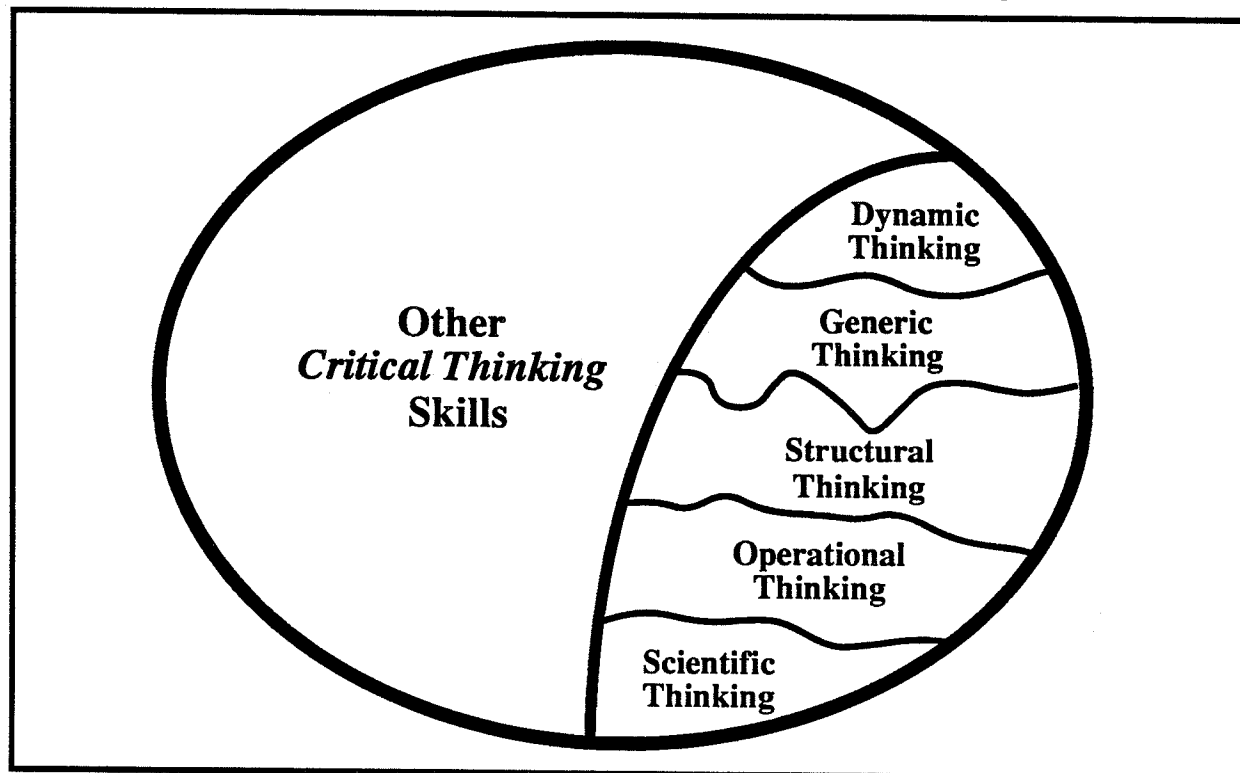 Dynamic
Thinking
Generic
Thinking
Other
Critical Thinking
Skills
Structural
Thinking
Operational
Thinking
Scientific
Thinking